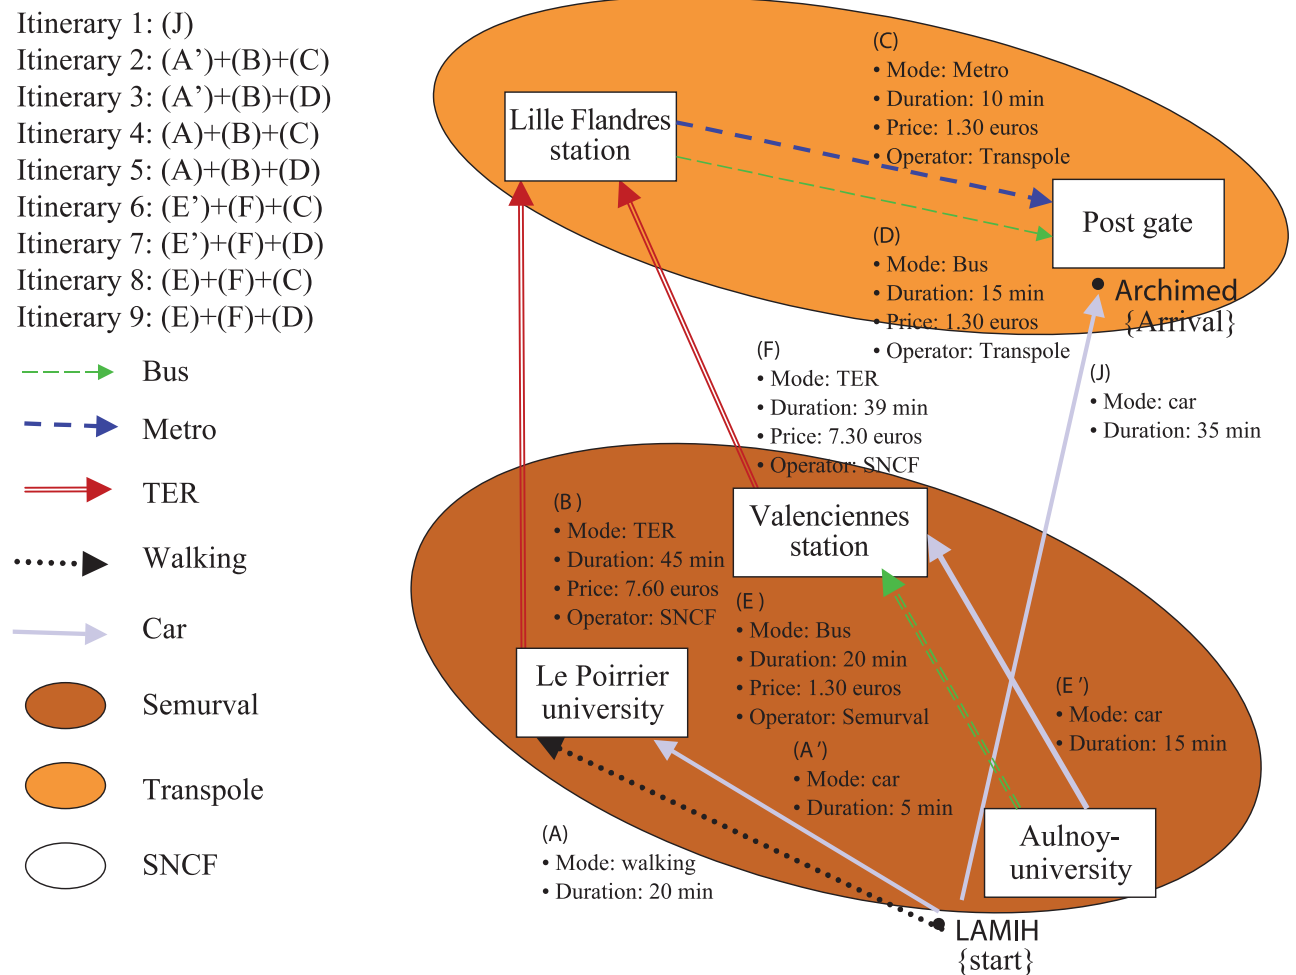 Itinerary 1: (J)
Itinerary 2: (A’)+(B)+(C)
Itinerary 3: (A’)+(B)+(D)
Itinerary 4: (A)+(B)+(C)
Itinerary 5: (A)+(B)+(D)
Itinerary 6: (E’)+(F)+(C)
Itinerary 7: (E’)+(F)+(D)
Itinerary 8: (E)+(F)+(C)
Itinerary 9: (E)+(F)+(D)
Bus
Metro
TER
Walking
Car
Semurval
Transpole
SNCF
(C)
• Mode: Metro
• Duration: 10 min
• Price: 1.30 euros
• Operator: Transpole
Lille Flandres
station
Post gate
(D)
• Mode: Bus
• Duration: 15 min
• Price: 1.30 euros
• Operator: Transpole
Archimed
{Arrival}
(F)
• Mode: TER
• Duration: 39 min
• Price: 7.30 euros
• Operator: SNCF
(J)
• Mode: car
• Duration: 35 min
(B )
• Mode: TER
• Duration: 45 min
• Price: 7.60 euros
• Operator: SNCF
Valenciennes
station
(E )
• Mode: Bus
• Duration: 20 min
• Price: 1.30 euros
• Operator: Semurval
Le Poirrier
university
(E ’)
• Mode: car
• Duration: 15 min
(A ’)
• Mode: car
• Duration: 5 min
(A)
• Mode: walking
• Duration: 20 min
Aulnoy-
university
LAMIH
{start}